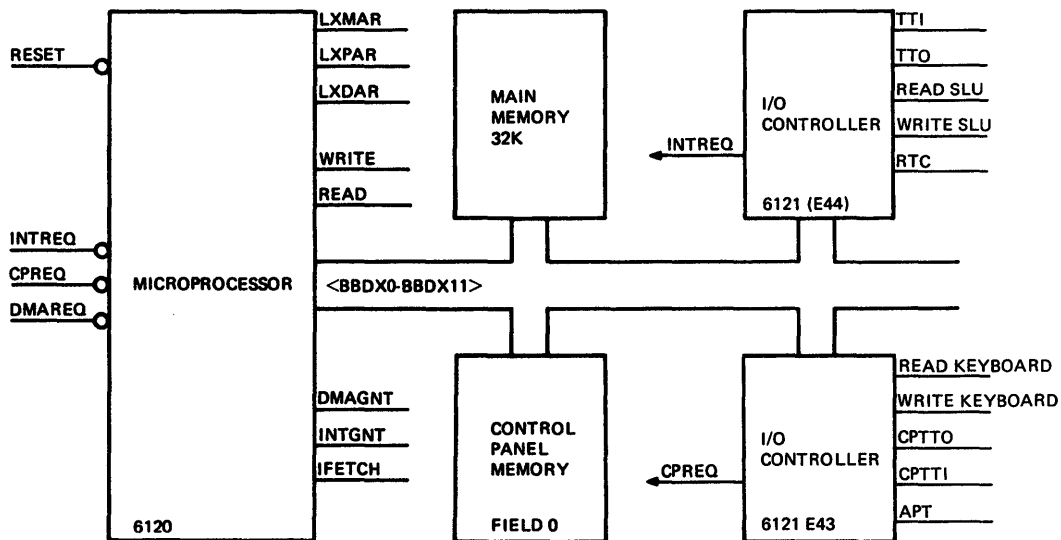 RESET
INTREQ
CPREQ
DMAREQ
MICROPROCESSOR
6120
LXMAR
LXPAR
LXDAR
WRITE
READ
<BBDX0-BBDX11>
DMAGNT
INTGNT
IFETCH
MAIN
MEMORY
32K
CONTROL
PANEL
MEMORY
FIELD 0
INTREQ
I/O
CONTROLLER
6121 (E44)
TTI
TTO
READ SLU
WRITE SLU
RTC
CPREQ
I/O
CONTROLLER
6121 E43
READ KEYBOARD
WRITE KEYBOARD
CPTTO
CPTTI
APT